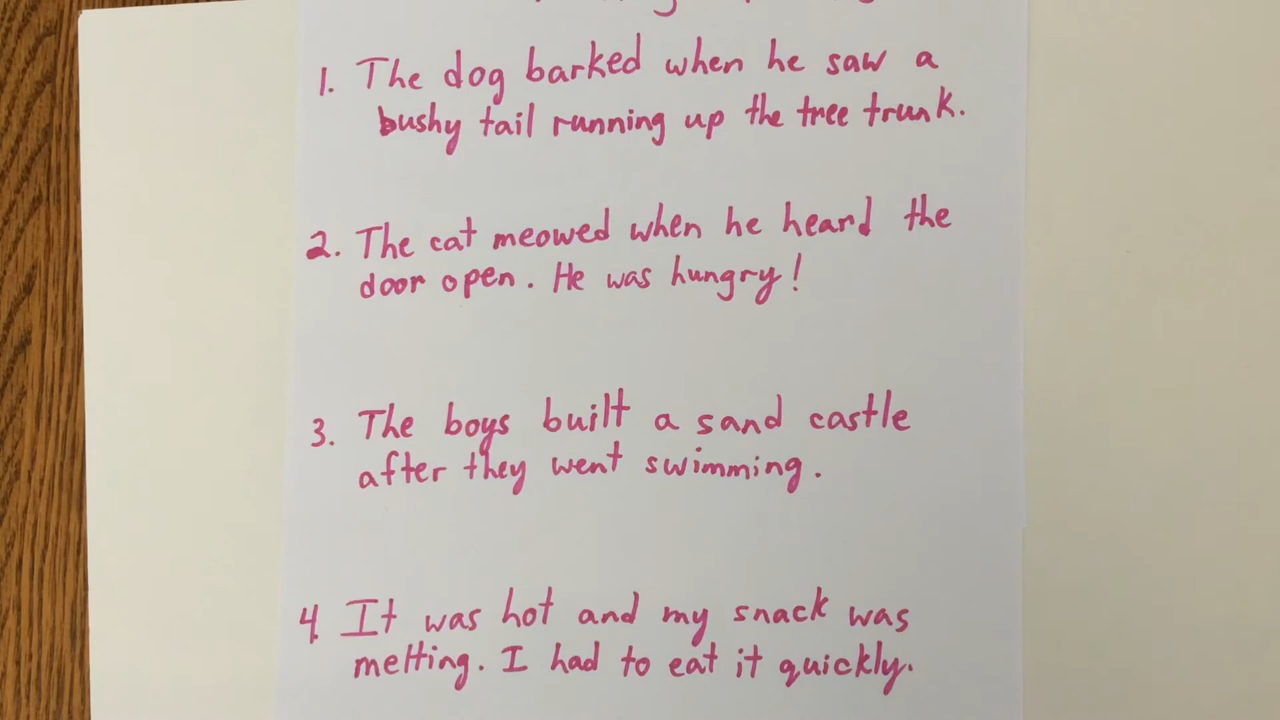 1. The dog barked when he saw a
bushy tail running up the tree trunk.
2. The cat meowed when he heard the
door open. He was hungry!
3. The boys built a sand castle
after they went swimming.
4. It was hot and my snack was
melting. I had to eat it quickly.